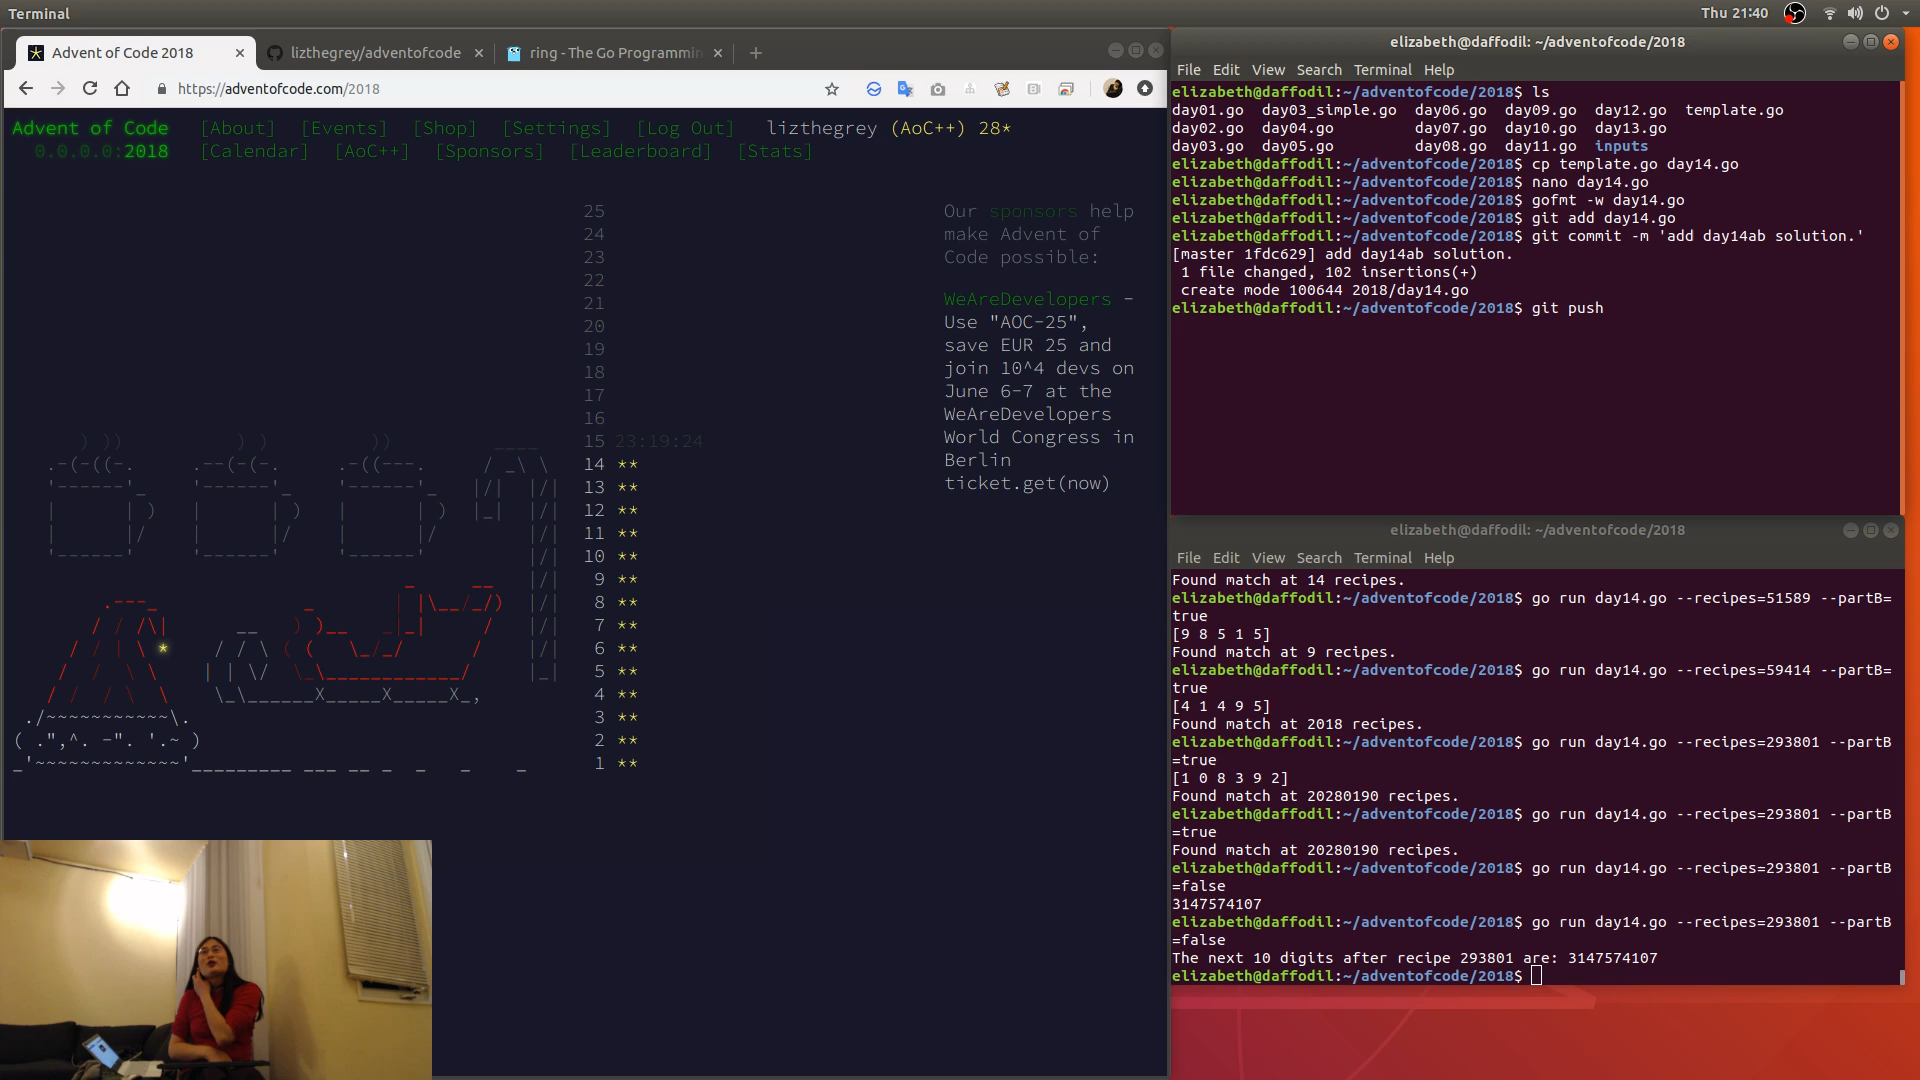 Terminal
Thu 21:40
Advent of Code 2018
lizthegrey/adventofcode
ring - The Go Programmin
https://adventofcode.com/2018
Advent of Code [About] [Events] [Shop] [Settings] [Log Out] lizthegrey (AoC++) 28*
0.0.0.0:2018 [Calendar] [AoC++] [Sponsors] [Leaderboard] [Stats]
25
24
23
22
21
20
19
18
17
16
15 23:19:24
14 **
13 **
12 **
11 **
10 **
9 **
8 **
7 **
6 **
5 **
4 **
3 **
2 **
1 **
Our sponsors help
make Advent of
Code possible:
WeAreDevelopers -
Use "AOC-25",
save EUR 25 and
join 10^4 devs on
June 6-7 at the
WeAreDevelopers
World Congress in
Berlin
ticket.get(now)
elizabeth@daffodil: ~/adventofcode/2018
File Edit View Search Terminal Help
elizabeth@daffodil:~/adventofcode/2018$ ls
day01.go day03_simple.go day06.go day09.go day12.go template.go
day02.go day04.go day07.go day10.go day13.go
day03.go day05.go day08.go day11.go inputs
elizabeth@daffodil:~/adventofcode/2018$ cp template.go day14.go
elizabeth@daffodil:~/adventofcode/2018$ nano day14.go
elizabeth@daffodil:~/adventofcode/2018$ gofmt -w day14.go
elizabeth@daffodil:~/adventofcode/2018$ git add day14.go
elizabeth@daffodil:~/adventofcode/2018$ git commit -m 'add day14ab solution.'
[master 1fdc629] add day14ab solution.
1 file changed, 102 insertions(+)
create mode 100644 2018/day14.go
elizabeth@daffodil:~/adventofcode/2018$ git push
elizabeth@daffodil: ~/adventofcode/2018
File Edit View Search Terminal Help
Found match at 14 recipes.
elizabeth@daffodil:~/adventofcode/2018$ go run day14.go --recipes=51589 --partB=
true
[9 8 5 1 5]
Found match at 9 recipes.
elizabeth@daffodil:~/adventofcode/2018$ go run day14.go --recipes=59414 --partB=
true
[4 1 4 9 5]
Found match at 2018 recipes.
elizabeth@daffodil:~/adventofcode/2018$ go run day14.go --recipes=293801 --partB
=true
[1 0 8 3 9 2]
Found match at 20280190 recipes.
elizabeth@daffodil:~/adventofcode/2018$ go run day14.go --recipes=293801 --partB
=true
Found match at 20280190 recipes.
elizabeth@daffodil:~/adventofcode/2018$ go run day14.go --recipes=293801 --partB
=false
3147574107
elizabeth@daffodil:~/adventofcode/2018$ go run day14.go --recipes=293801 --partB
=false
The next 10 digits after recipe 293801 are: 3147574107
elizabeth@daffodil:~/adventofcode/2018$